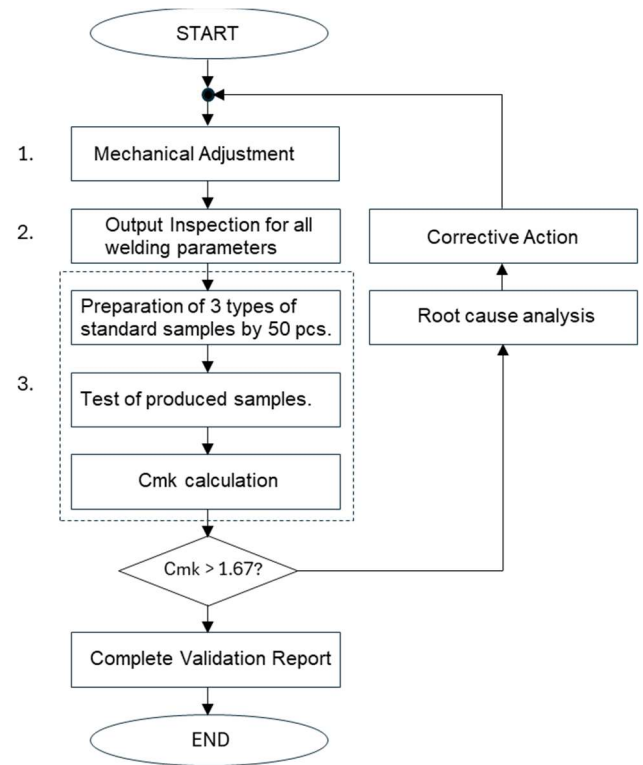 START
1.
Mechanical Adjustment
2.
Output Inspection for all
welding parameters
Corrective Action
Preparation of 3 types of
standard samples by 50 pcs.
Root cause analysis
3.
Test of produced samples.
Cmk calculation
Cmk > 1.67?
Complete Validation Report
END